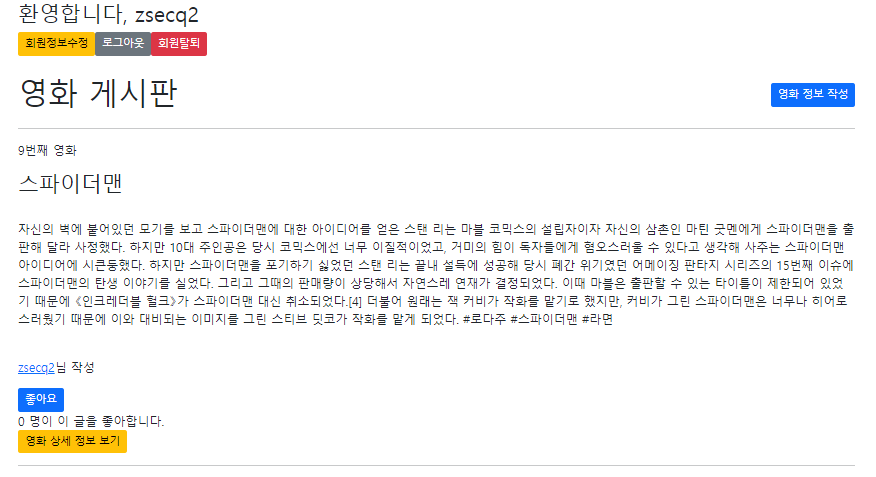 환영합니다, zsecq2
회원정보수정 로그아웃 회원탈퇴
영화 게시판
영화 정보 작성
9번째 영화
스파이더맨
자신의 벽에 붙어있던 모기를 보고 스파이더맨에 대한 아이디어를 얻은 스탠 리는 마블 코믹스의 설립자이자 자신의 삼촌인 마틴 굿멘에게 스파이더맨을 출
판해 달라 사정했다. 하지만 10대 주인공은 당시 코믹스에선 너무 이질적이었고, 거미의 힘이 독자들에게 혐오스러울 수 있다고 생각해 사주는 스파이더맨
아이디어에 시큰둥했다. 하지만 스파이더맨을 포기하기 싫었던 스탠 리는 끝내 설득에 성공해 당시 폐간 위기였던 어메이징 판타지 시리즈의 15번째 이슈에
스파이더맨의 탄생 이야기를 실었다. 그리고 그때의 판매량이 상당해서 자연스레 연재가 결정되었다. 이때 마블은 출판할 수 있는 타이틀이 제한되어 있었
기 때문에 《인크레더블 헐크》가 스파이더맨 대신 취소되었다.[4] 더불어 원래는 잭 커비가 작화를 맡기로 했지만, 커비가 그린 스파이더맨은 너무나 히어로
스러웠기 때문에 이와 대비되는 이미지를 그린 스티브 딧코가 작화를 맡게 되었다. #로다주 #스파이더맨 #라면
zsecq2님 작성
좋아요
0 명이 이 글을 좋아합니다.
영화 상세 정보 보기